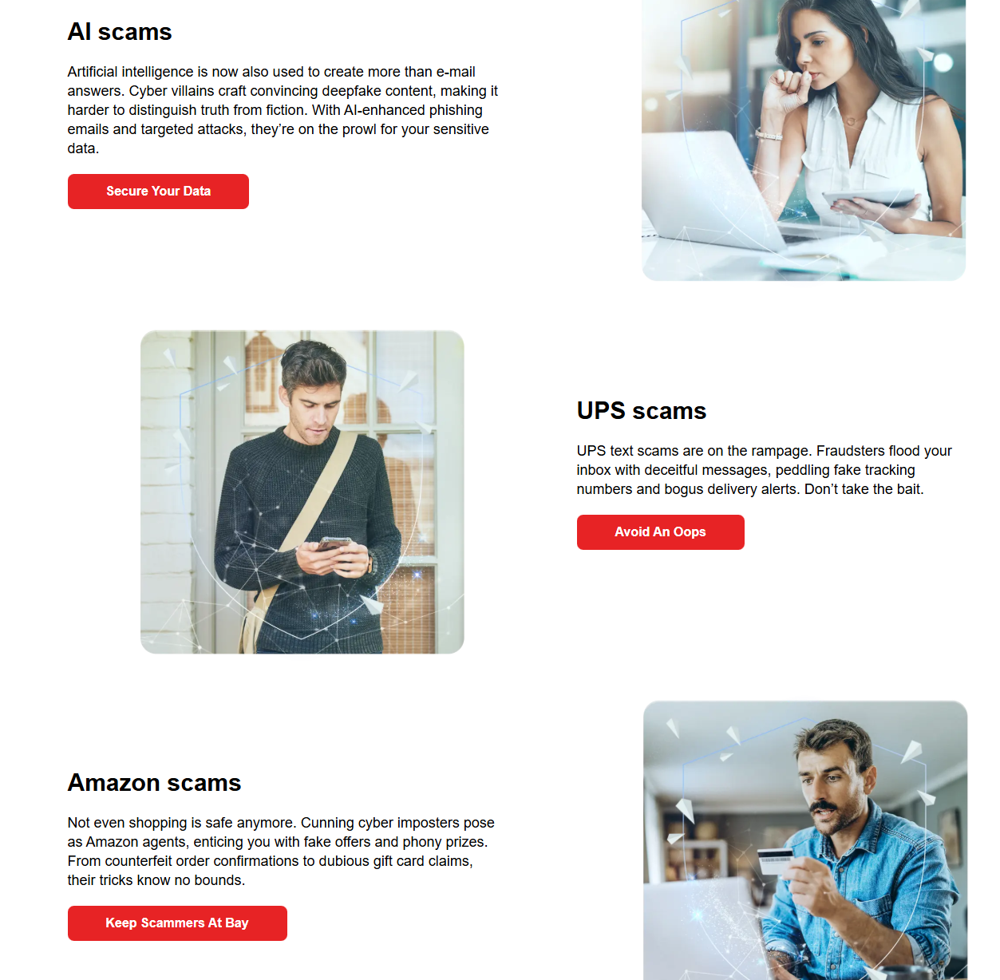 AI scams
Artificial intelligence is now also used to create more than e-mail
answers. Cyber villains craft convincing deepfake content, making it
harder to distinguish truth from fiction. With AI-enhanced phishing
emails and targeted attacks, they’re on the prowl for your sensitive
data.
Secure Your Data
UPS scams
UPS text scams are on the rampage. Fraudsters flood your
inbox with deceitful messages, peddling fake tracking
numbers and bogus delivery alerts. Don’t take the bait.
Avoid An Oops
Amazon scams
Not even shopping is safe anymore. Cunning cyber imposters pose
as Amazon agents, enticing you with fake offers and phony prizes.
From counterfeit order confirmations to dubious gift card claims,
their tricks know no bounds.
Keep Scammers At Bay